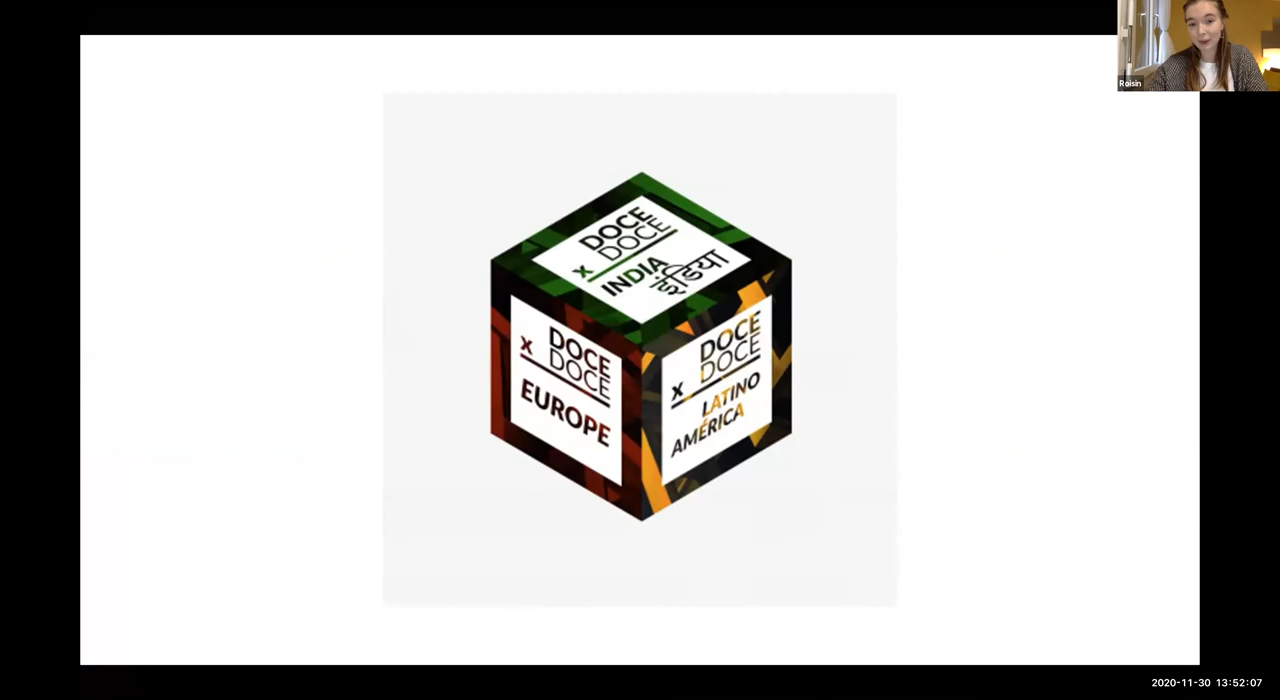 Roisin
DOCE
DOCE
x
INDIA
इंडिया
DOCE
x DOCE
EUROPE
DOCE
DOCE
x
LATINO
AMÉRICA
2020-11-30 13:52:07